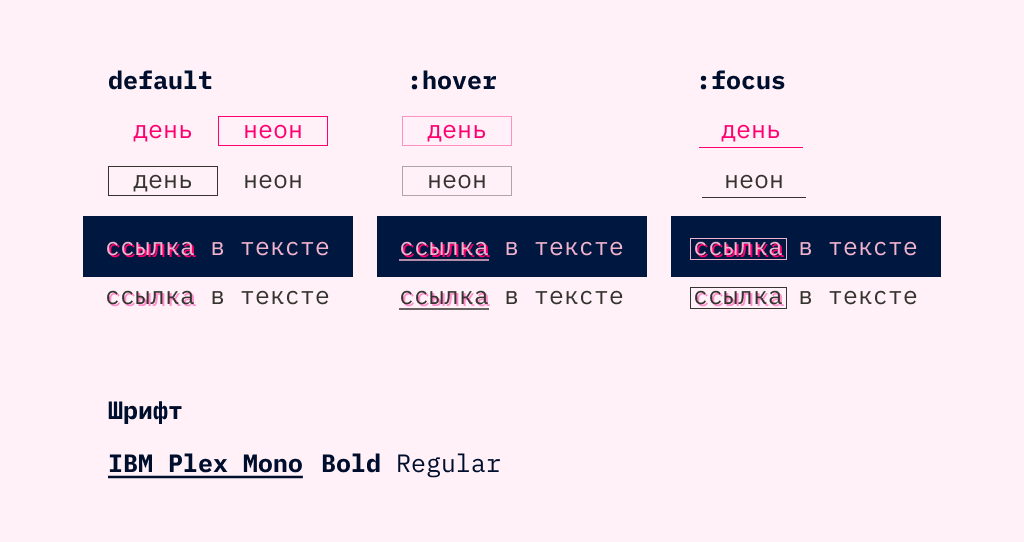 default :hover :focus
день неон день день
день неон неон неон
ссылка в тексте ссылка в тексте ссылка в тексте
ссылка в тексте ссылка в тексте ссылка в тексте
Шрифт
IBM Plex Mono Bold Regular